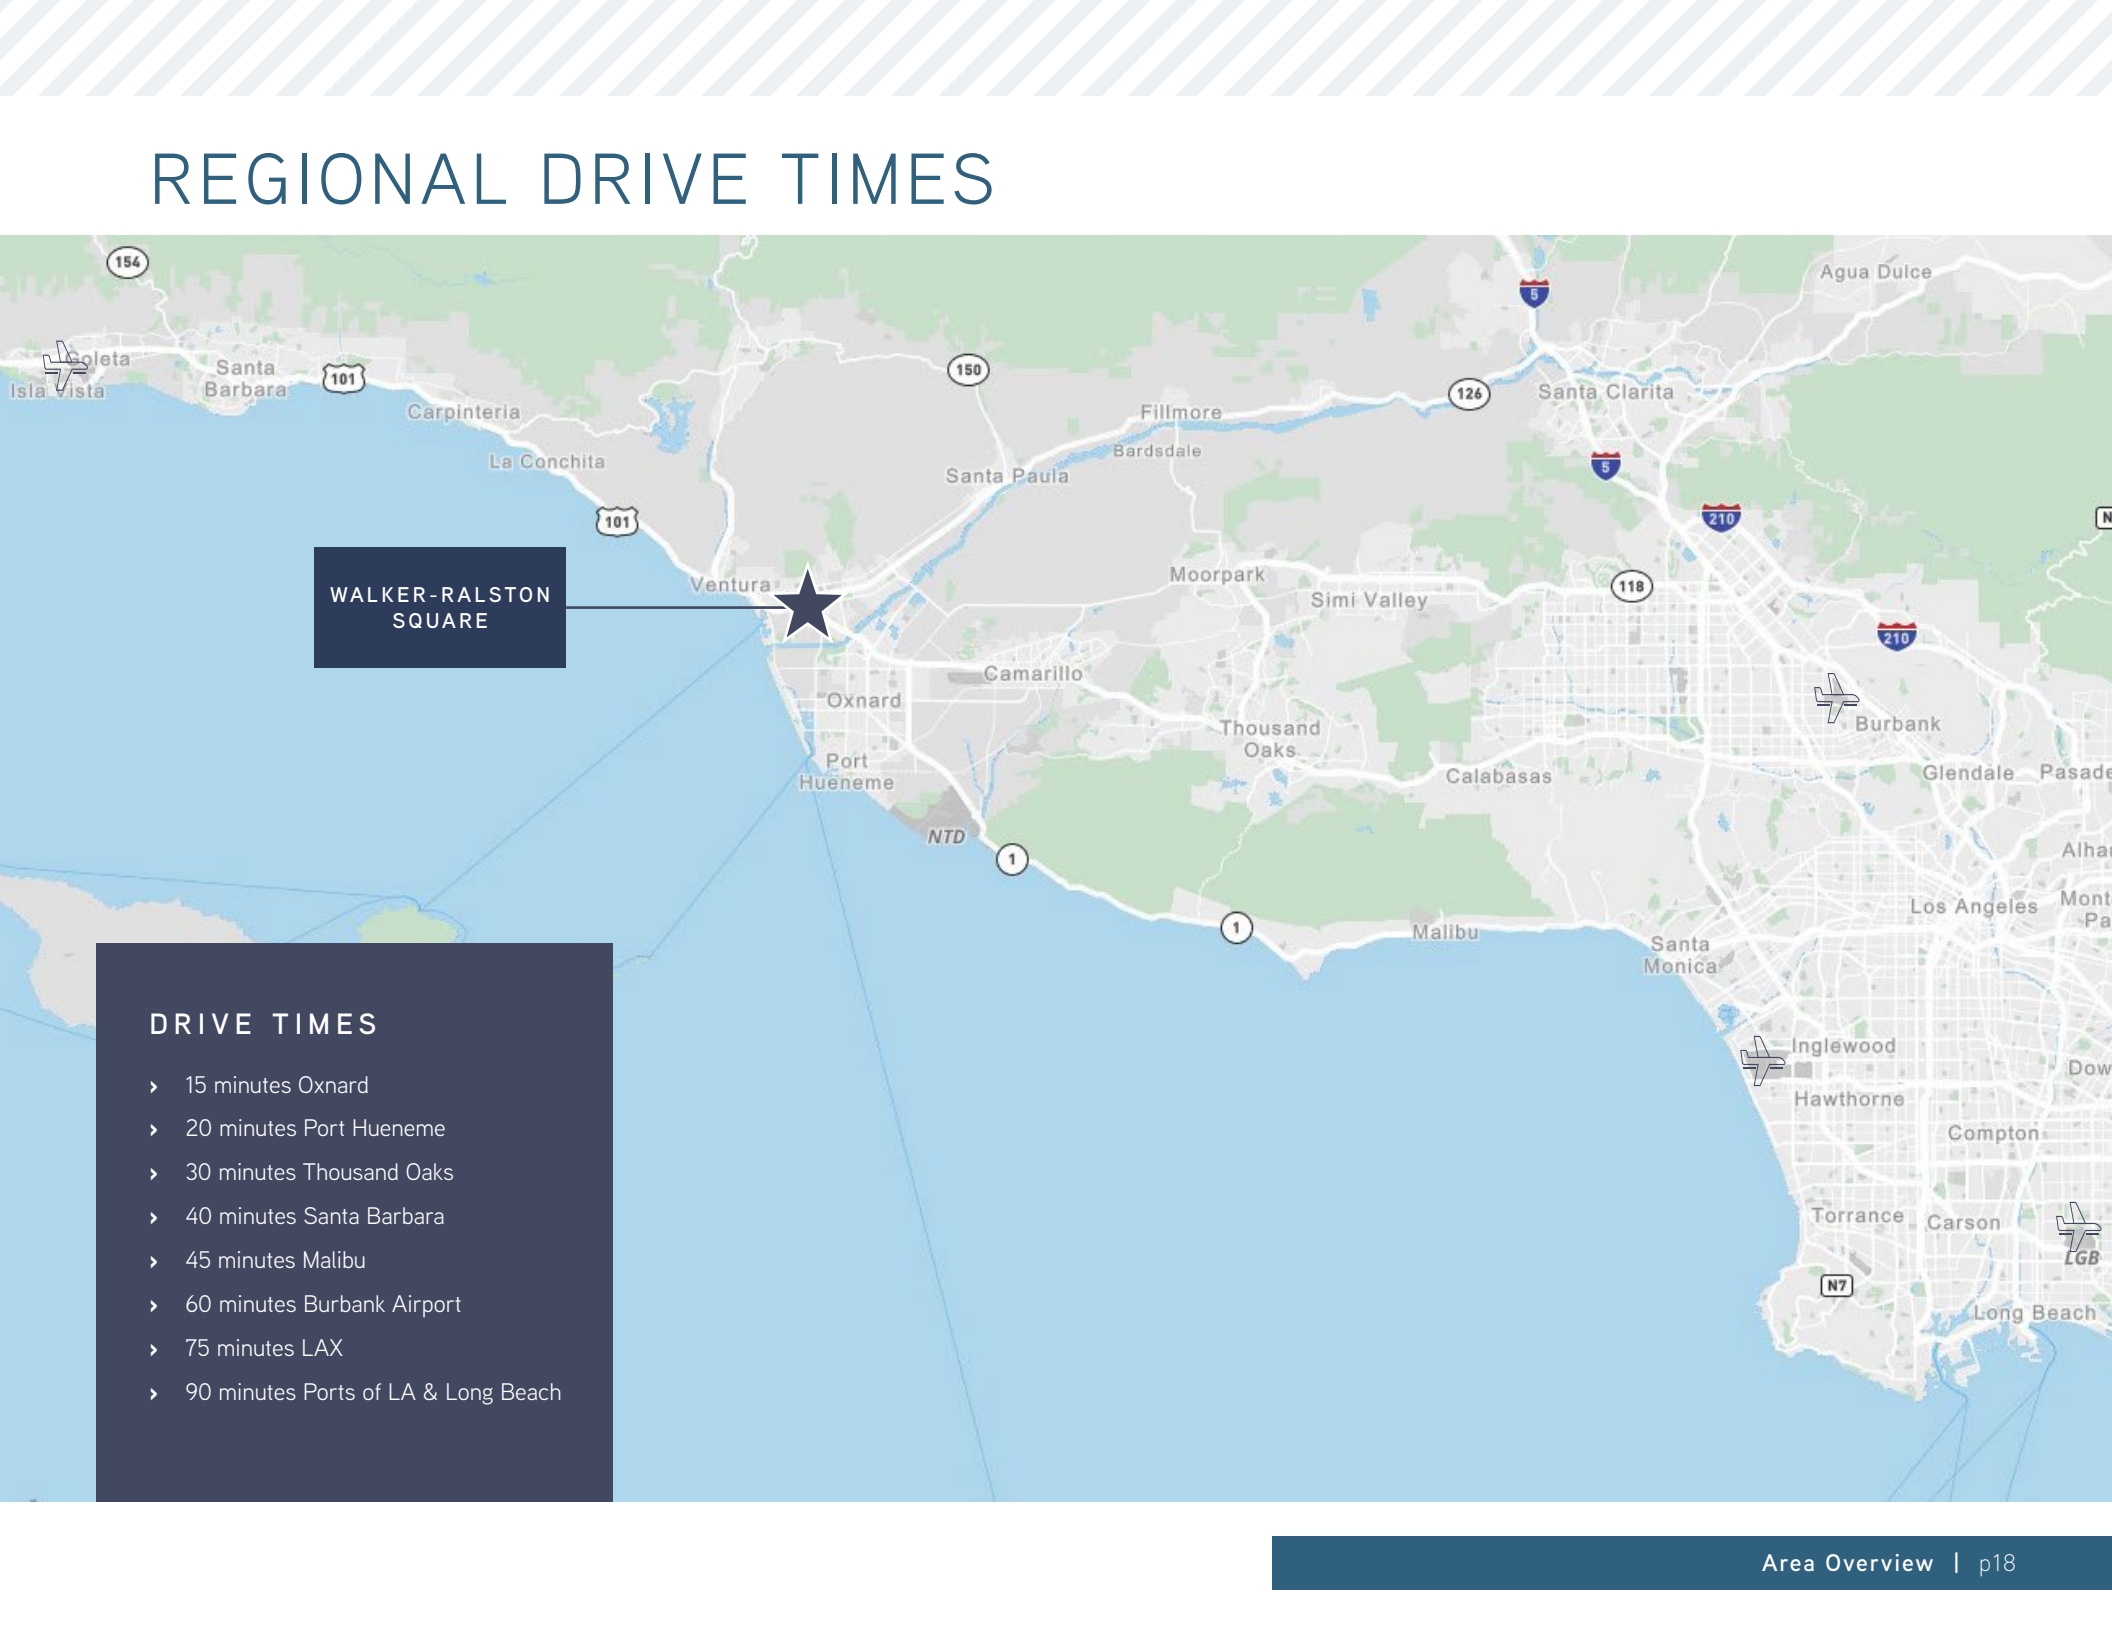 REGIONAL DRIVE TIMES
154
Agua Dulce
5
Goleta
Isla Vista
Santa
Barbara
101
150
126
Santa Clarita
Carpinteria
Fillmore
La Conchita
Bardsdale
Santa Paula
5
101
210
N
WALKER-RALSTON
SQUARE
Ventura
Moorpark
Simi Valley
118
210
Camarillo
Oxnard
Thousand
Oaks
Burbank
Port
Hueneme
Calabasas
Glendale
Pasade
NTD
1
Alha
Los Angeles
Mont
Pa
1
Malibu
Santa
Monica
Inglewood
Dow
Hawthorne
Compton
Torrance
Carson
LGB
N7
Long Beach
DRIVE TIMES
› 15 minutes Oxnard
› 20 minutes Port Hueneme
› 30 minutes Thousand Oaks
› 40 minutes Santa Barbara
› 45 minutes Malibu
› 60 minutes Burbank Airport
› 75 minutes LAX
› 90 minutes Ports of LA & Long Beach
Area Overview | p18